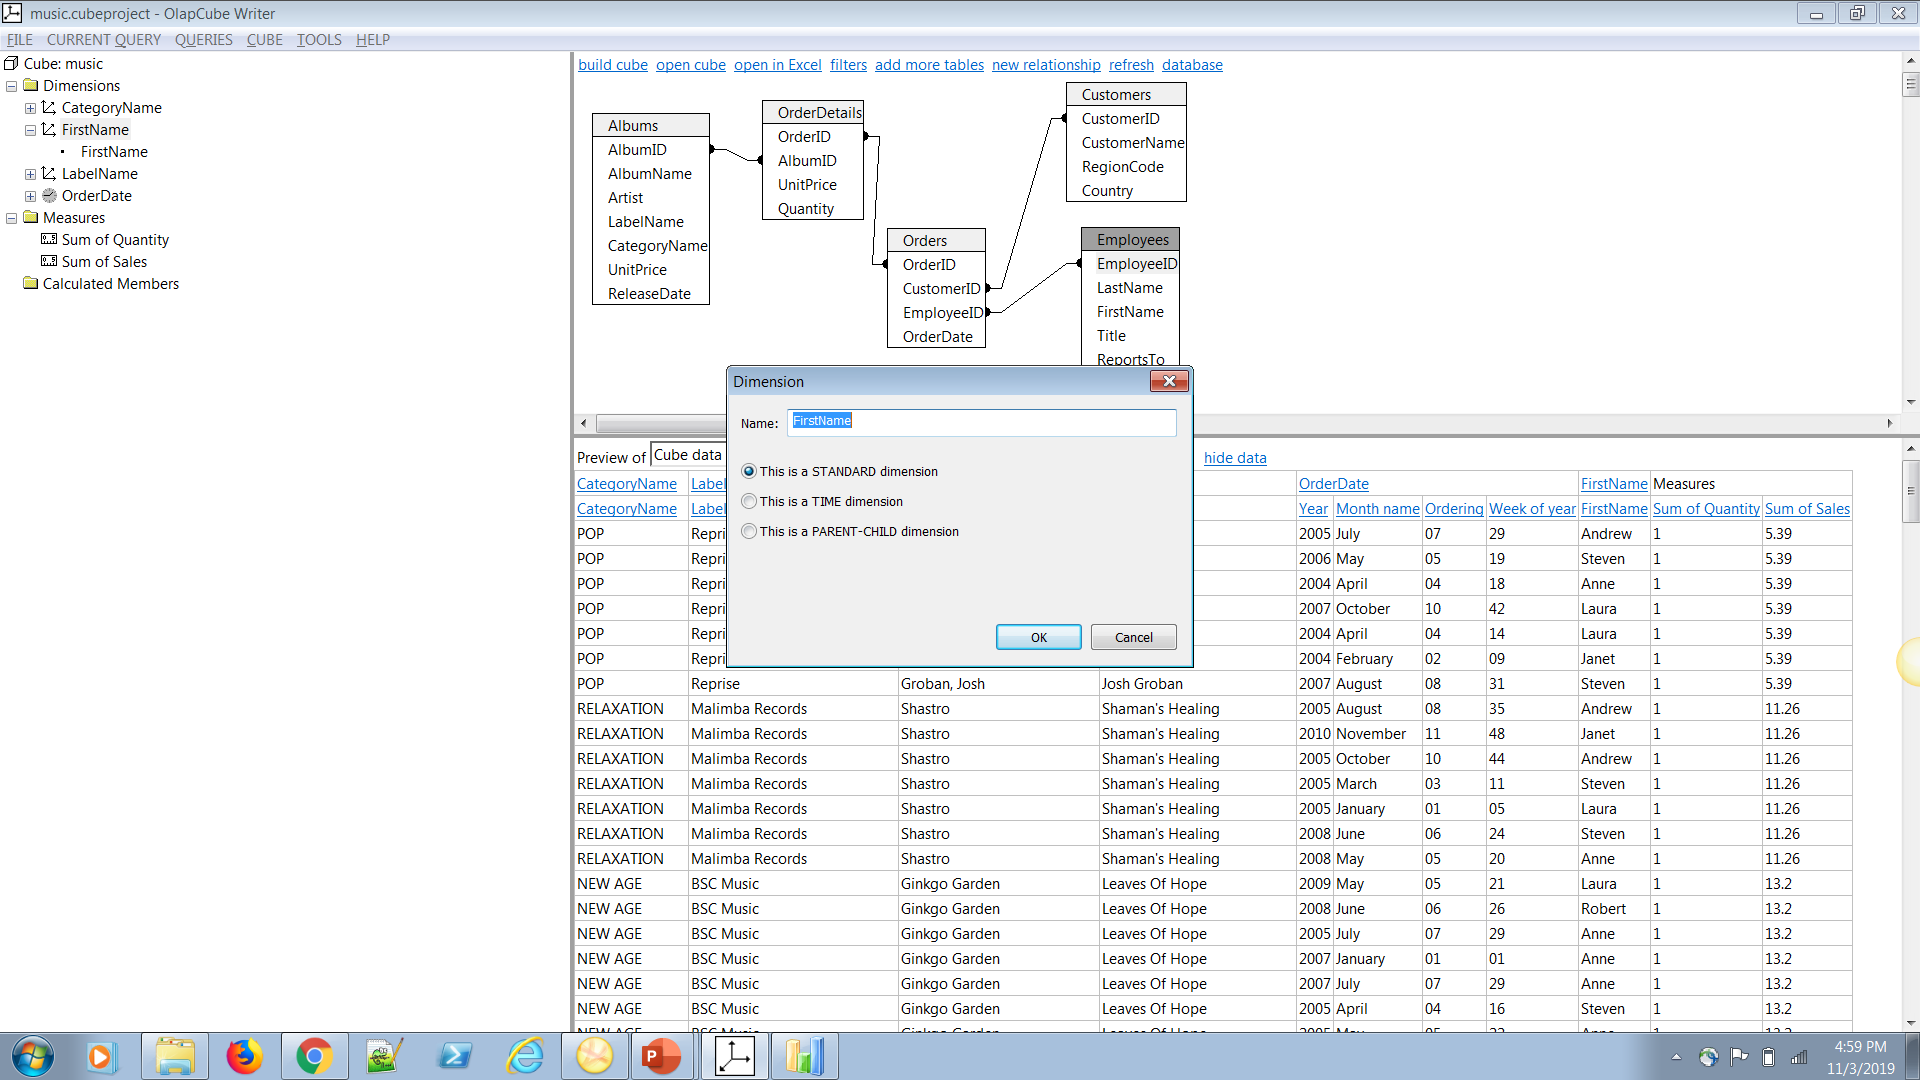 music.cubeproject - OlapCube Writer
FILE CURRENT QUERY QUERIES CUBE TOOLS HELP
Cube: music
Dimensions
CategoryName
FirstName
FirstName
LabelName
OrderDate
Measures
Sum of Quantity
Sum of Sales
Calculated Members
build cube open cube open in Excel filters add more tables new relationship refresh database
Albums
AlbumID
AlbumName
Artist
LabelName
CategoryName
UnitPrice
ReleaseDate
OrderDetails
OrderID
AlbumID
UnitPrice
Quantity
Orders
OrderID
CustomerID
EmployeeID
OrderDate
Customers
CustomerID
CustomerName
RegionCode
Country
Employees
EmployeeID
LastName
FirstName
Title
ReportsTo
Dimension
Name: FirstName
This is a STANDARD dimension
This is a TIME dimension
This is a PARENT-CHILD dimension
OK Cancel
Preview of Cube data hide data
CategoryName Label OrderDate FirstName Measures
CategoryName Label Year Month name Ordering Week of year FirstName Sum of Quantity Sum of Sales
POP Repri 2005 July 07 29 Andrew 1 5.39
POP Repri 2006 May 05 19 Steven 1 5.39
POP Repri 2004 April 04 18 Anne 1 5.39
POP Repri 2007 October 10 42 Laura 1 5.39
POP Repri 2004 April 04 14 Laura 1 5.39
POP Repri 2004 February 02 09 Janet 1 5.39
POP Reprise Groban, Josh Josh Groban 2007 August 08 31 Steven 1 5.39
RELAXATION Malimba Records Shastro Shaman's Healing 2005 August 08 35 Andrew 1 11.26
RELAXATION Malimba Records Shastro Shaman's Healing 2010 November 11 48 Janet 1 11.26
RELAXATION Malimba Records Shastro Shaman's Healing 2005 October 10 44 Andrew 1 11.26
RELAXATION Malimba Records Shastro Shaman's Healing 2005 March 03 11 Steven 1 11.26
RELAXATION Malimba Records Shastro Shaman's Healing 2005 January 01 05 Laura 1 11.26
RELAXATION Malimba Records Shastro Shaman's Healing 2008 June 06 24 Steven 1 11.26
RELAXATION Malimba Records Shastro Shaman's Healing 2008 May 05 20 Anne 1 11.26
NEW AGE BSC Music Ginkgo Garden Leaves Of Hope 2009 May 05 21 Laura 1 13.2
NEW AGE BSC Music Ginkgo Garden Leaves Of Hope 2008 June 06 26 Robert 1 13.2
NEW AGE BSC Music Ginkgo Garden Leaves Of Hope 2005 July 07 29 Anne 1 13.2
NEW AGE BSC Music Ginkgo Garden Leaves Of Hope 2007 January 01 01 Anne 1 13.2
NEW AGE BSC Music Ginkgo Garden Leaves Of Hope 2007 July 07 29 Anne 1 13.2
NEW AGE BSC Music Ginkgo Garden Leaves Of Hope 2005 April 04 16 Steven 1 13.2
4:59 PM
11/3/2019